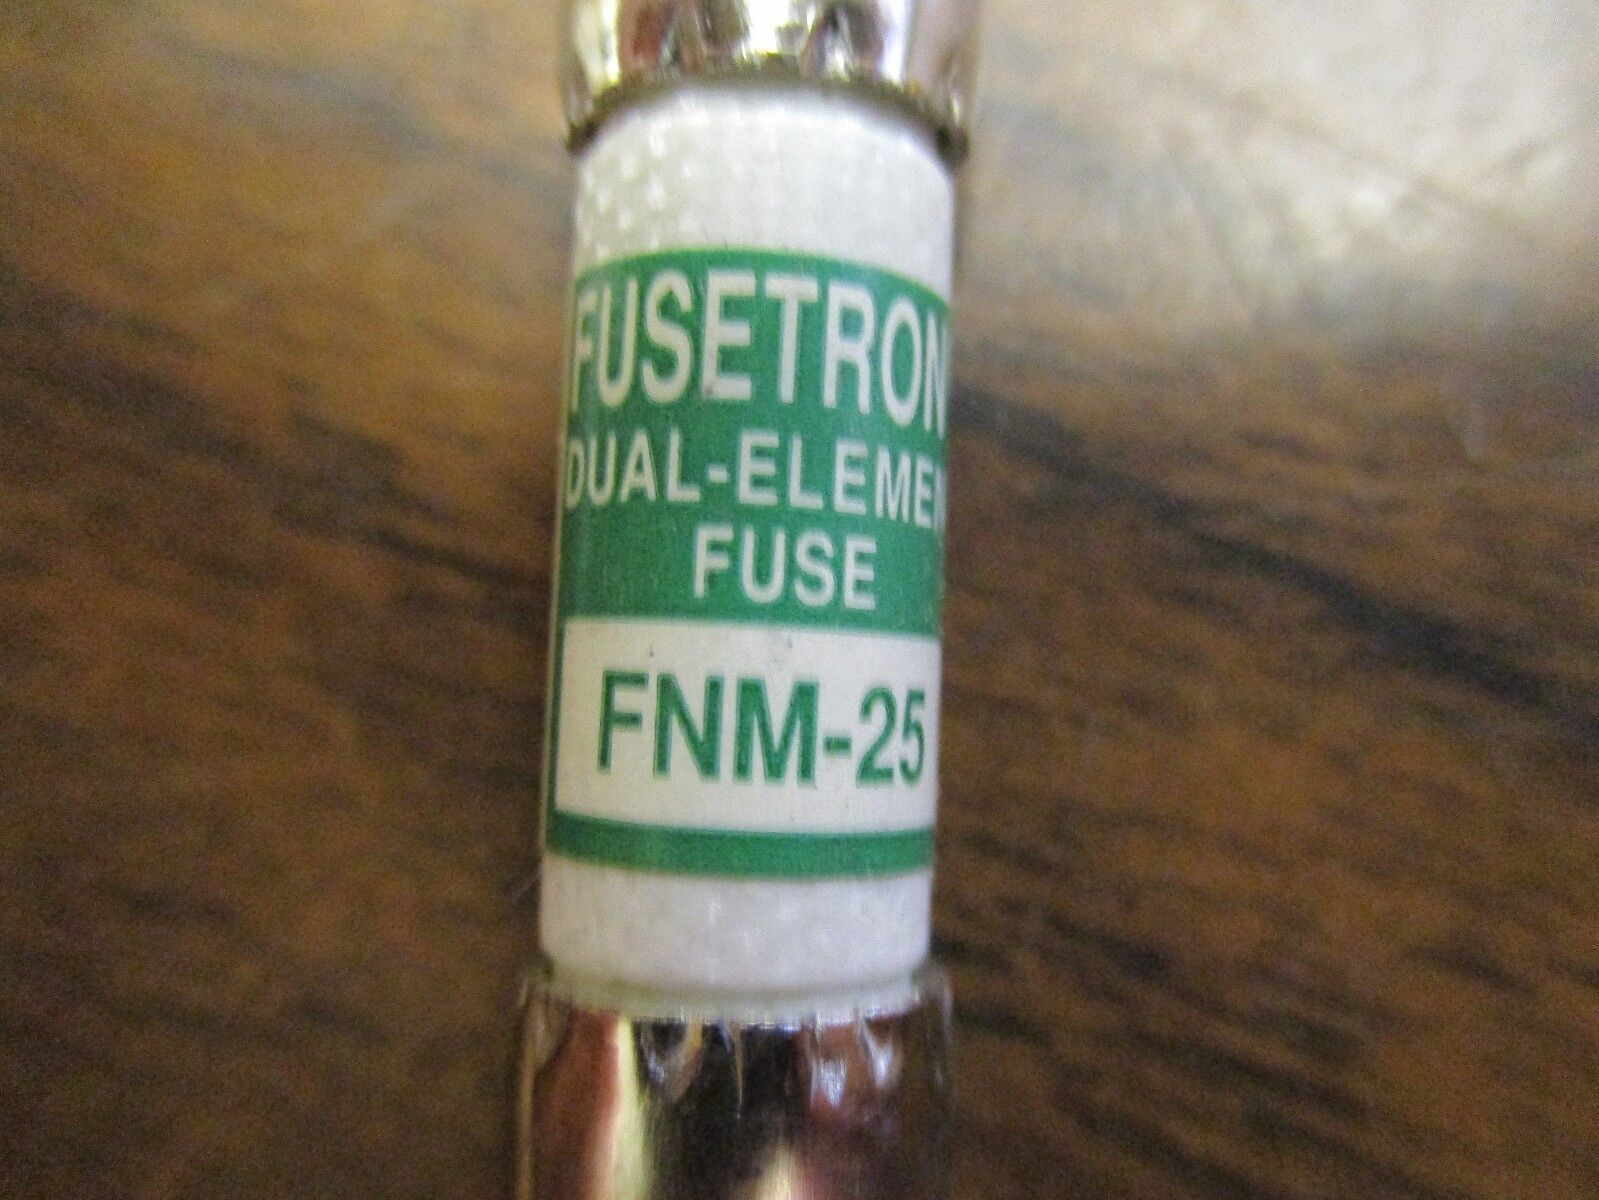 FUSETRON
DUAL-ELEMEN
FUSE
FNM-25